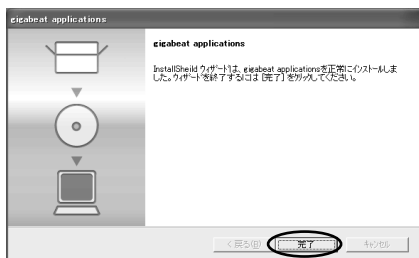 gigabeat applications
gigabeat applications
InstallSheild ウィザードは、gigabeat applicationsを正常にインストールしま
した。ウィザードを終了するには [完了] をクリックしてください。
< 戻る(B) 完了 キャンセル